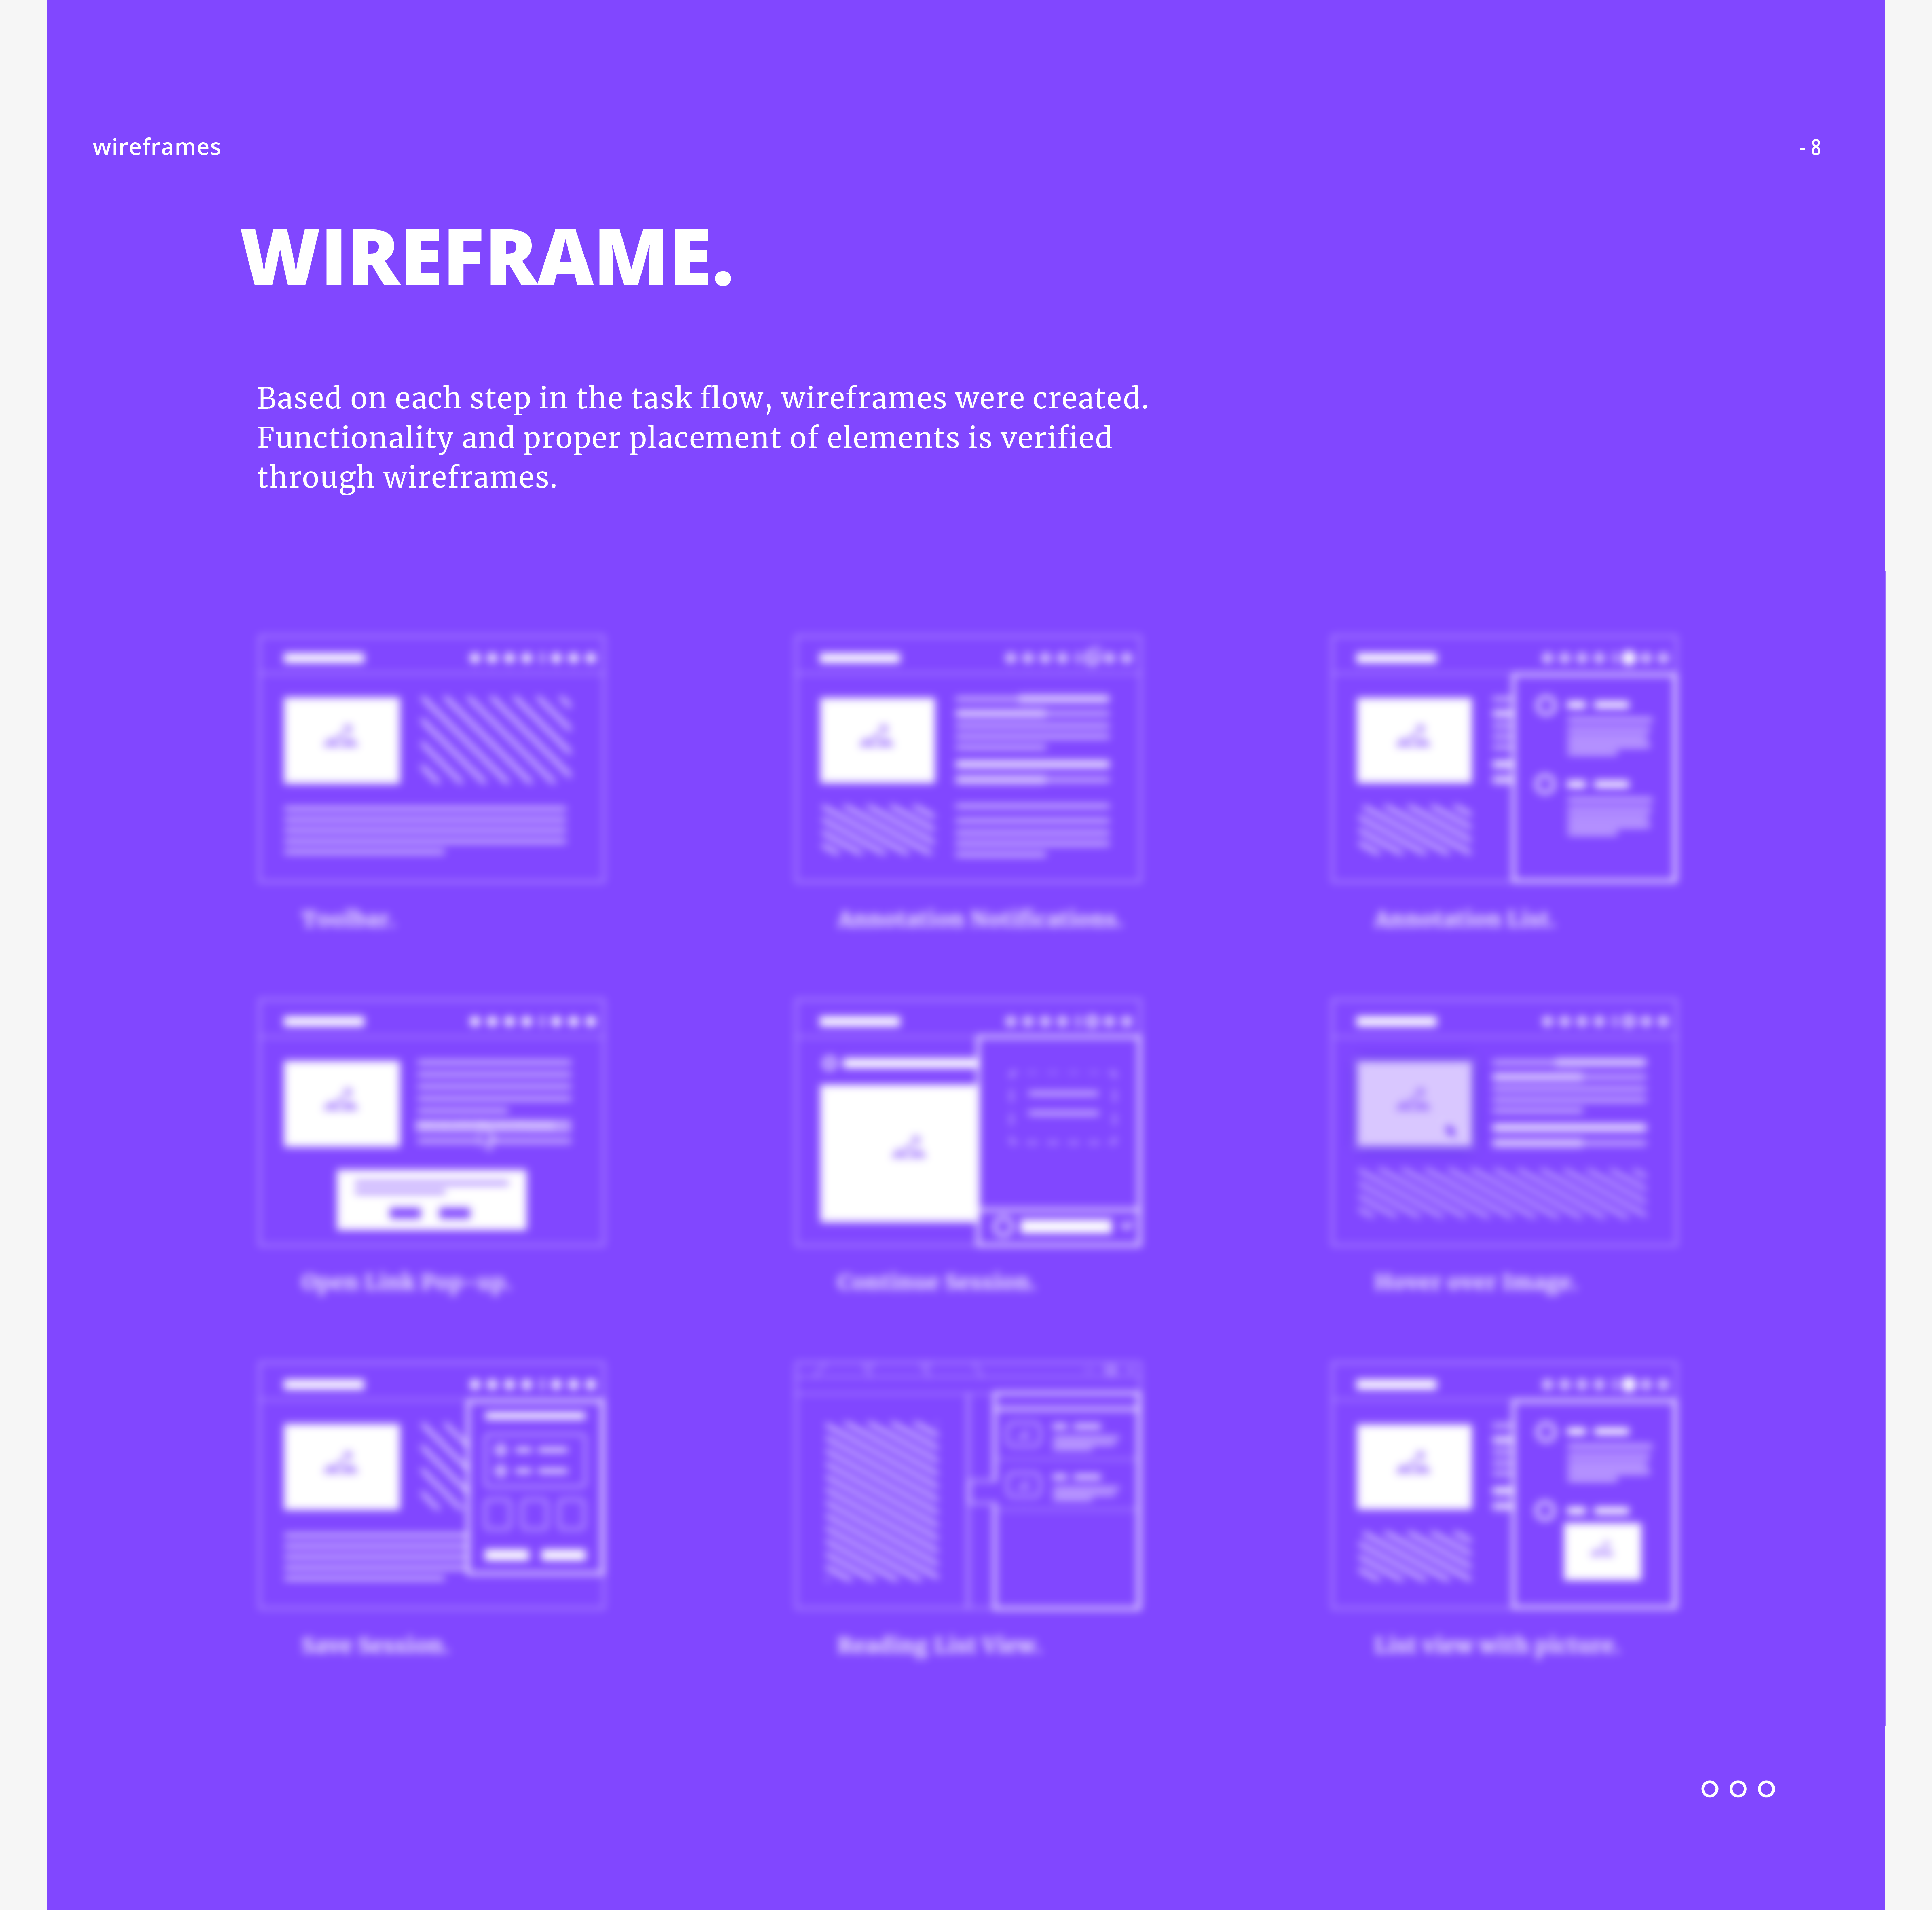 wireframes
- 8
WIREFRAME.
Based on each step in the task flow, wireframes were created.
Functionality and proper placement of elements is verified
through wireframes.
Toolbar.
Annotation Notifications.
Annotation List.
Open Link Pop-up.
Continue Session.
Hover over Image.
Save Session.
Reading List View.
List view with picture.